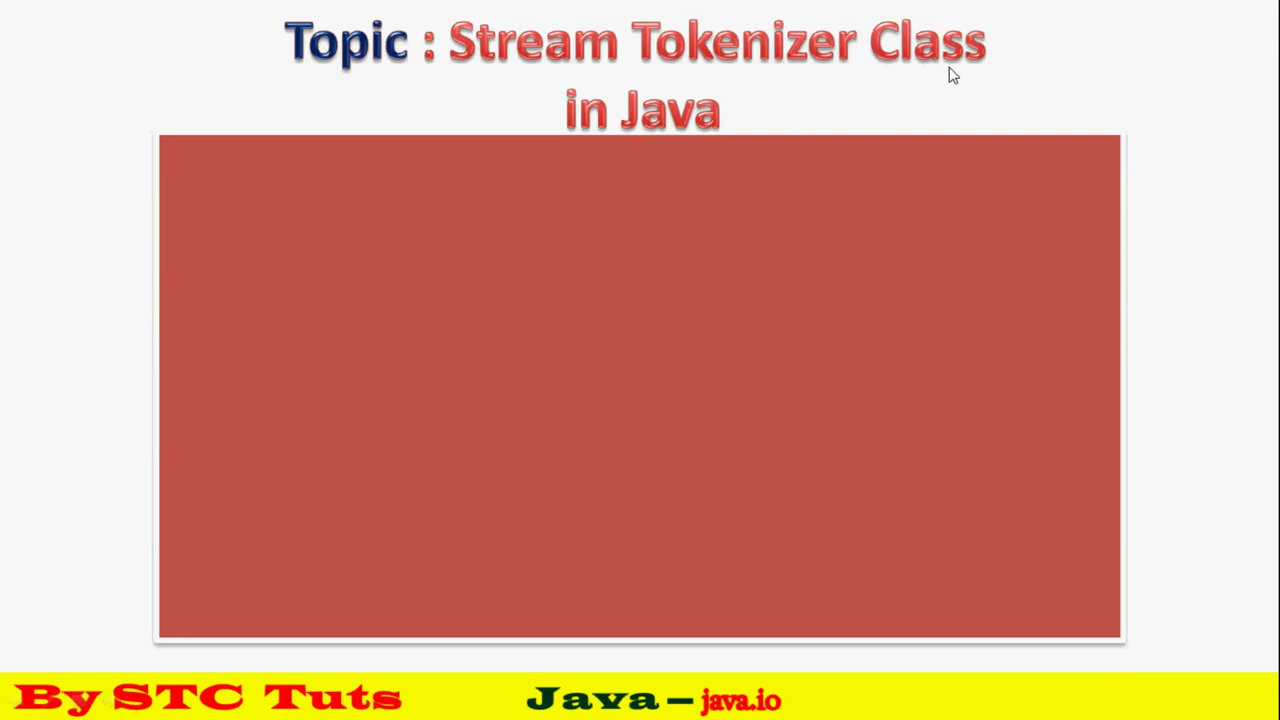 Topic : Stream Tokenizer Class
in Java
By STC Tuts
Java – java.io